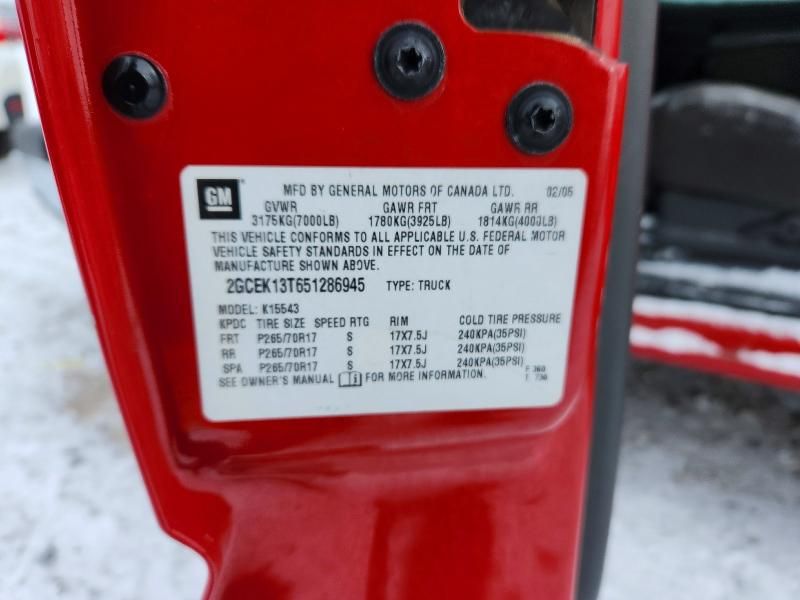 GM
MFD BY GENERAL MOTORS OF CANADA LTD. 02/05
GVWR GAWR FRT GAWR RR
3175KG(7000LB) 1780KG(3925LB) 1814KG(4000LB)
THIS VEHICLE CONFORMS TO ALL APPLICABLE U.S. FEDERAL MOTOR
VEHICLE SAFETY STANDARDS IN EFFECT ON THE DATE OF
MANUFACTURE SHOWN ABOVE.
2GCEK13T651286945 TYPE: TRUCK
MODEL: K15543
KPDC TIRE SIZE SPEED RTG RIM COLD TIRE PRESSURE
FRT P265/70R17 S 17X7.5J 240KPA(35PSI)
RR P265/70R17 S 17X7.5J 240KPA(35PSI)
SPA P265/70R17 S 17X7.5J 240KPA(35PSI)
SEE OWNER'S MANUAL FOR MORE INFORMATION.
F 360